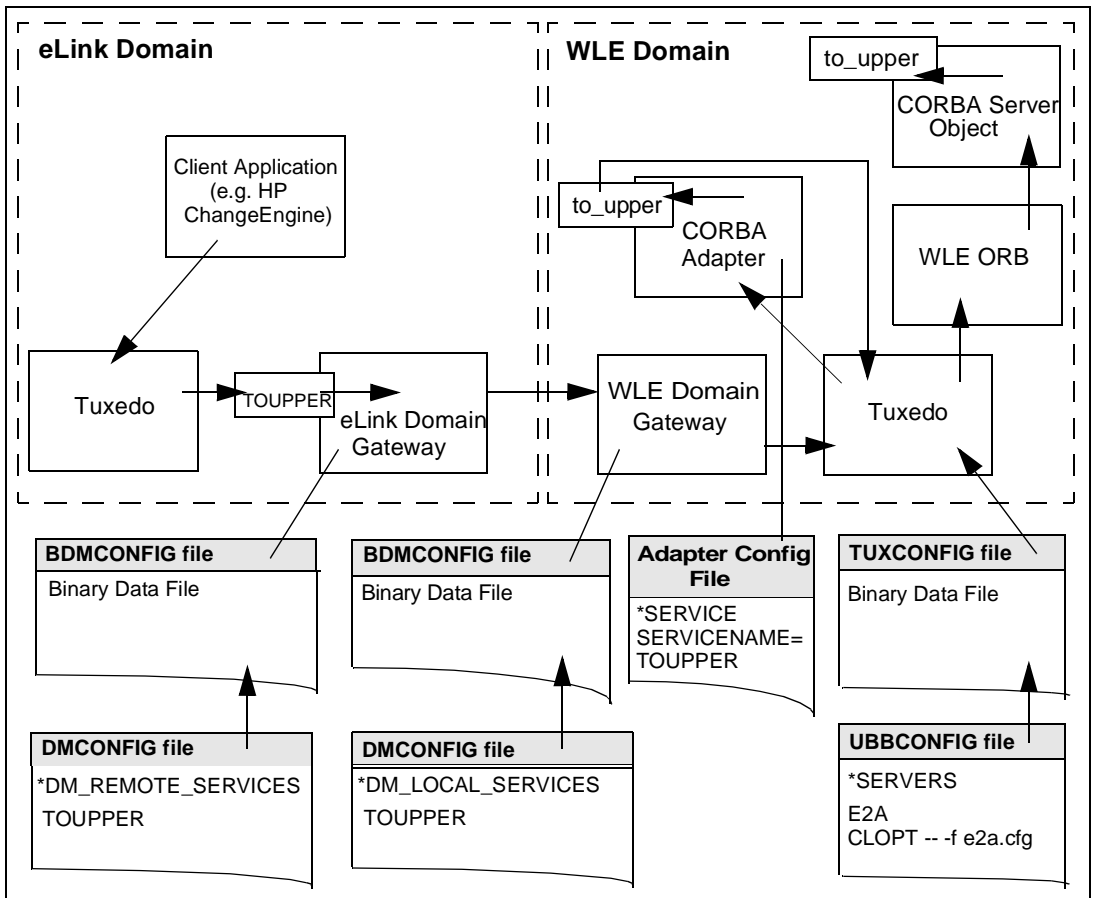 eLink Domain
WLE Domain
to_upper
CORBA Server
Object
Client Application
(e.g. HP
ChangeEngine)
to_upper
CORBA
Adapter
WLE ORB
Tuxedo
TOUPPER
eLink Domain
Gateway
WLE Domain
Gateway
Tuxedo
BDMCONFIG file
Binary Data File
BDMCONFIG file
Binary Data File
Adapter Config
File
*SERVICE
SERVICENAME=
TOUPPER
TUXCONFIG file
Binary Data File
DMCONFIG file
*DM_REMOTE_SERVICES
TOUPPER
DMCONFIG file
*DM_LOCAL_SERVICES
TOUPPER
UBBCONFIG file
*SERVERS
E2A
CLOPT -- -f e2a.cfg